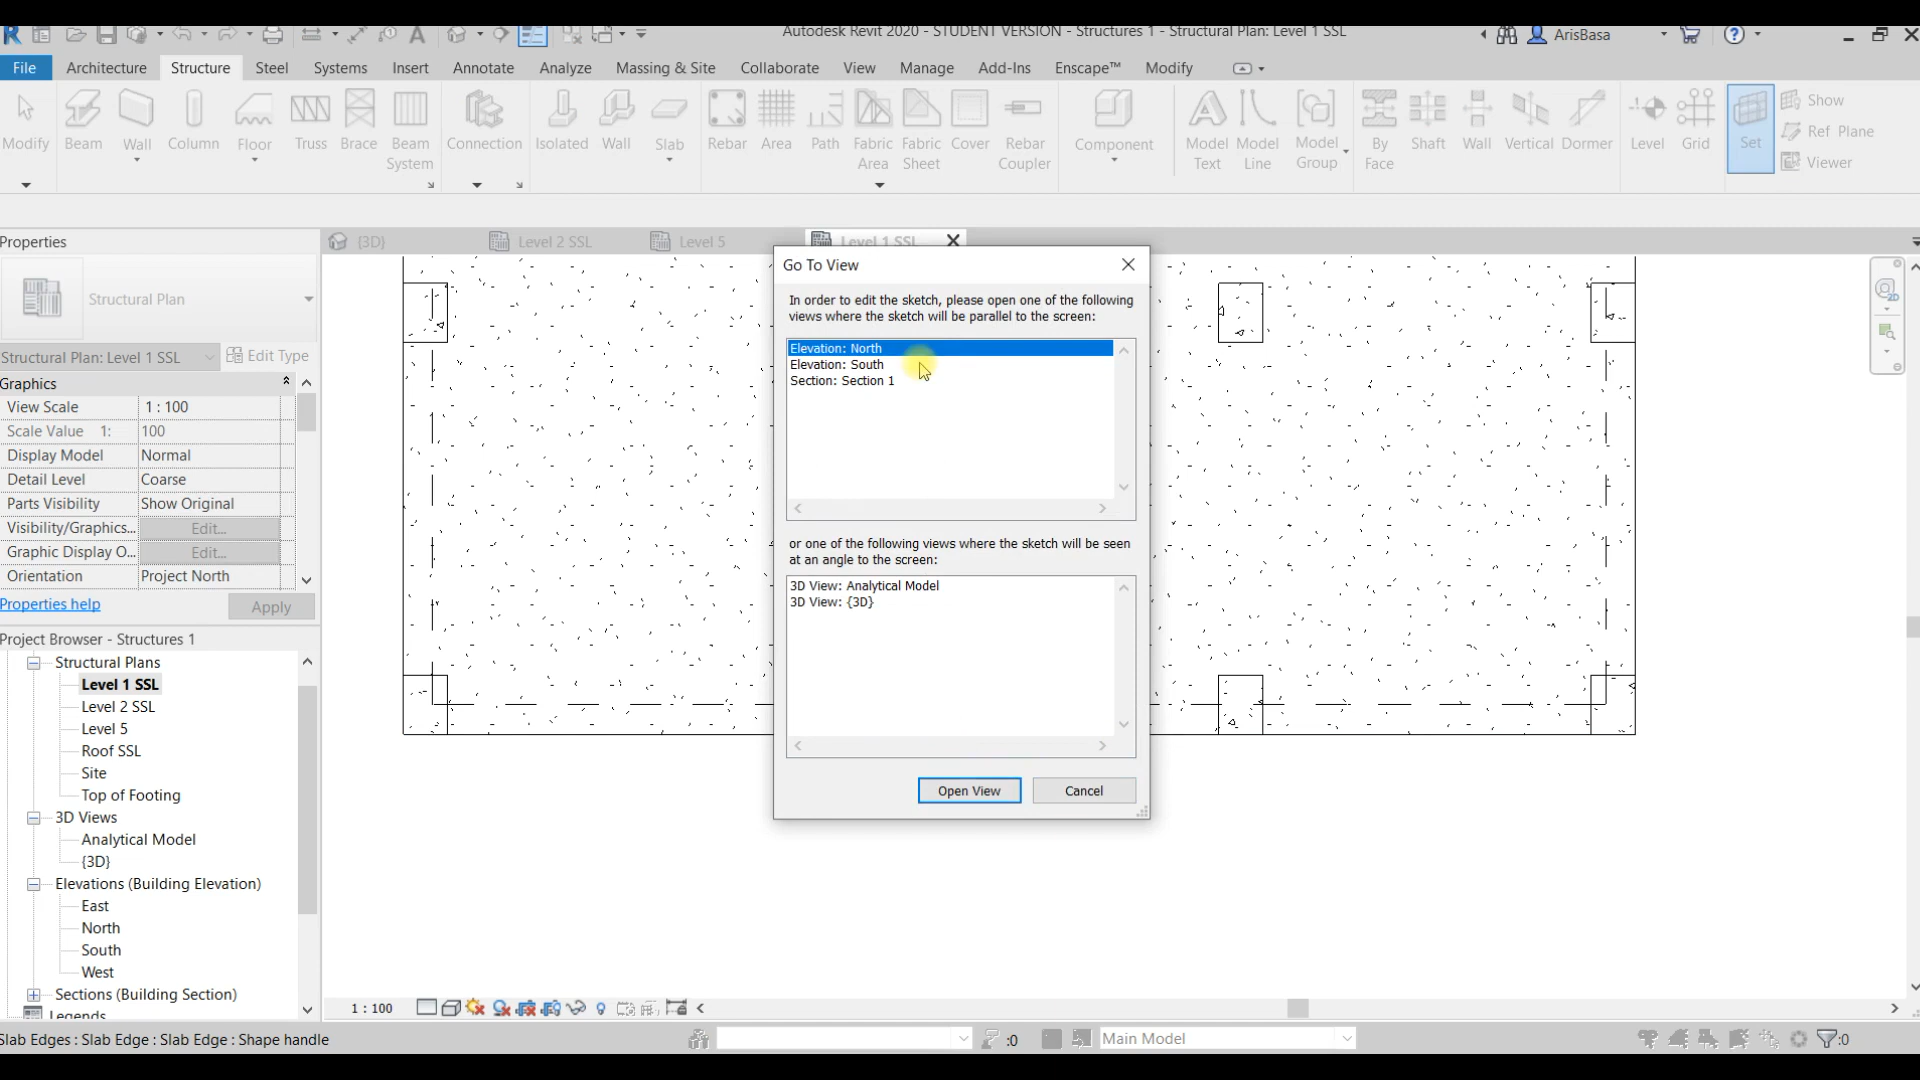 Autodesk Revit 2020 - STUDENT VERSION - Structures 1 - Structural Plan: Level 1 SSL
ArisBasa
File Architecture Structure Steel Systems Insert Annotate Analyze Massing & Site Collaborate View Manage Add-Ins Enscape™ Modify
Modify Beam Wall Column Floor Truss Brace Beam System Connection Isolated Wall Slab Rebar Area Path Fabric Area Fabric Sheet Cover Rebar Coupler Component Model Text Model Line Model Group By Face Shaft Wall Vertical Dormer Level Grid Set
Show
Ref Plane
Viewer
Properties
{3D} Level 2 SSL Level 5 Level 1 SSL
Structural Plan
Structural Plan: Level 1 SSL Edit Type
Graphics
View Scale 1 : 100
Scale Value 1: 100
Display Model Normal
Detail Level Coarse
Parts Visibility Show Original
Visibility/Graphics... Edit...
Graphic Display O... Edit...
Orientation Project North
Properties help Apply
Project Browser - Structures 1
Structural Plans
Level 1 SSL
Level 2 SSL
Level 5
Roof SSL
Site
Top of Footing
3D Views
Analytical Model
{3D}
Elevations (Building Elevation)
East
North
South
West
Sections (Building Section)
Legends
Go To View
In order to edit the sketch, please open one of the following
views where the sketch will be parallel to the screen:
Elevation: North
Elevation: South
Section: Section 1
or one of the following views where the sketch will be seen
at an angle to the screen:
3D View: Analytical Model
3D View: {3D}
Open View Cancel
1 : 100
Slab Edges : Slab Edge : Slab Edge : Shape handle
:0
Main Model
:0